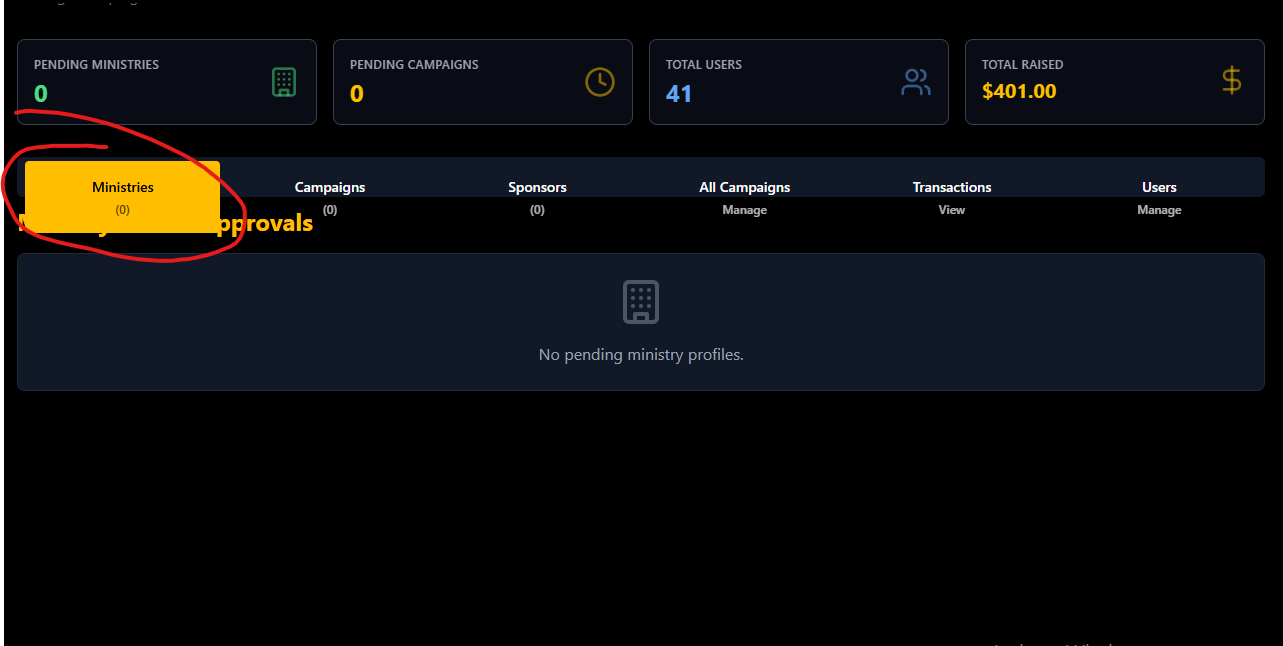 PENDING MINISTRIES
0
PENDING CAMPAIGNS
0
TOTAL USERS
41
TOTAL RAISED
$401.00
Ministries
(0)
Campaigns
(0)
Sponsors
(0)
All Campaigns
Manage
Transactions
View
Users
Manage
pprovals
No pending ministry profiles.